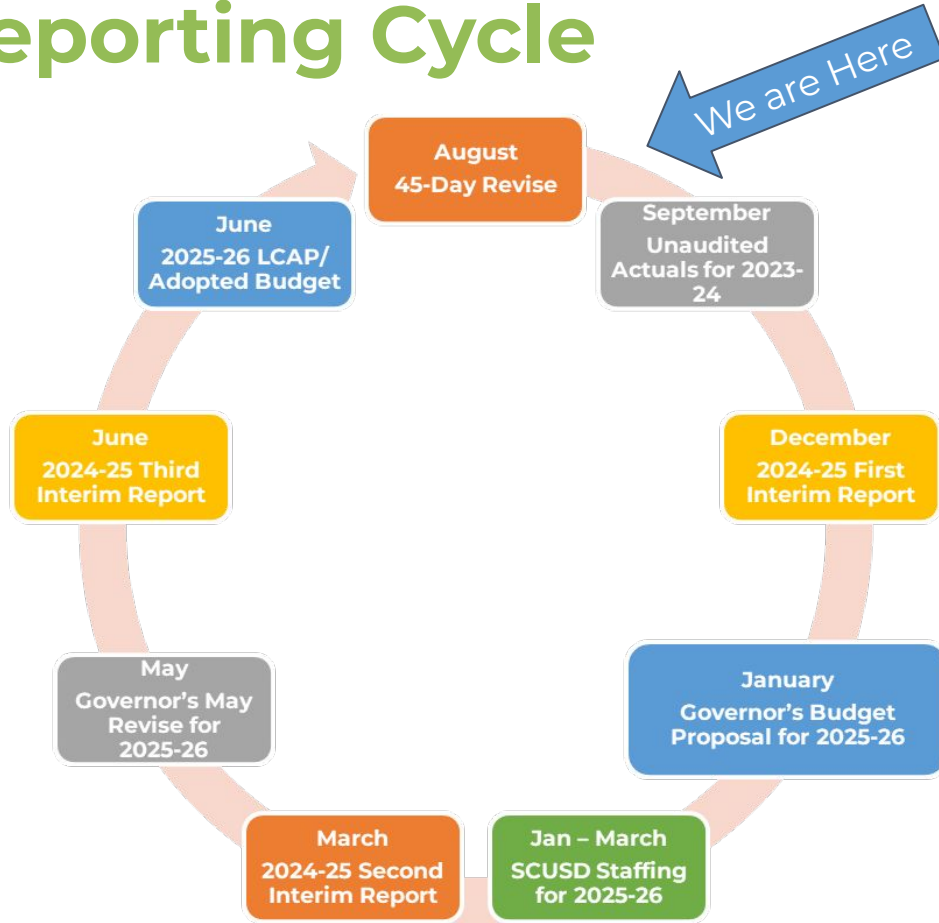 eporting Cycle
We are Here
August
45-Day Revise
September
Unaudited
Actuals for 2023-
24
December
2024-25 First
Interim Report
January
Governor's Budget
Proposal for 2025-26
Jan – March
SCUSD Staffing
for 2025-26
March
2024-25 Second
Interim Report
May
Governor's May
Revise for
2025-26
June
2024-25 Third
Interim Report
June
2025-26 LCAP/
Adopted Budget